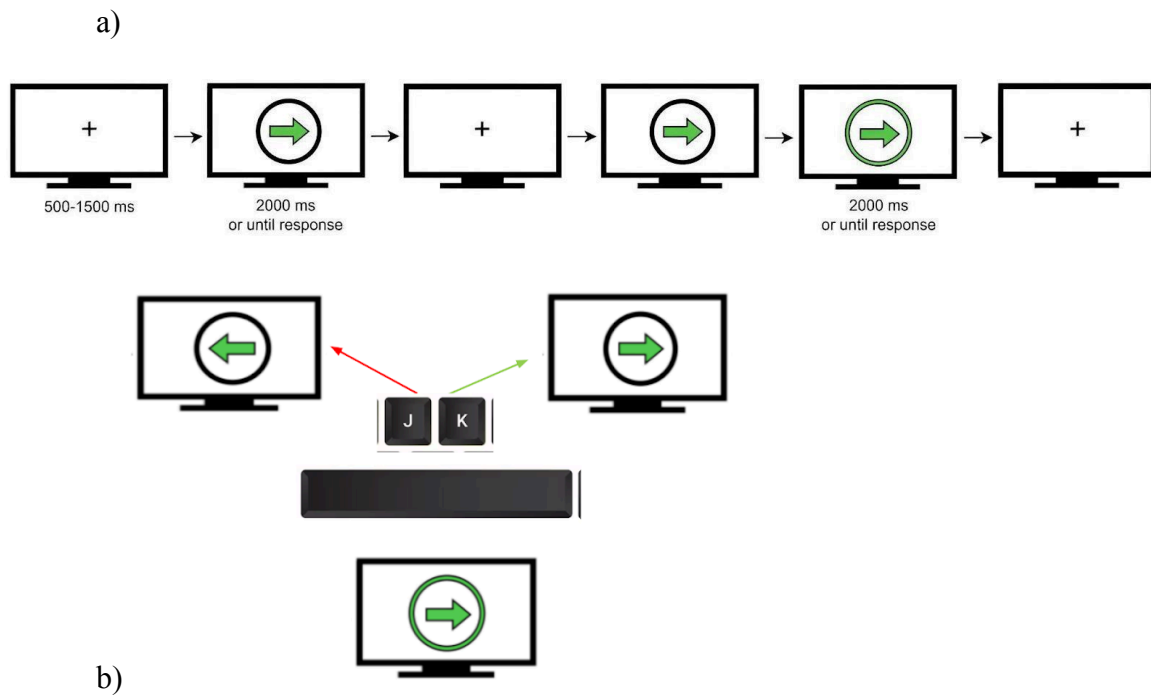 a)
+ + +
500-1500 ms 2000 ms 2000 ms
or until response or until response
J K
b)